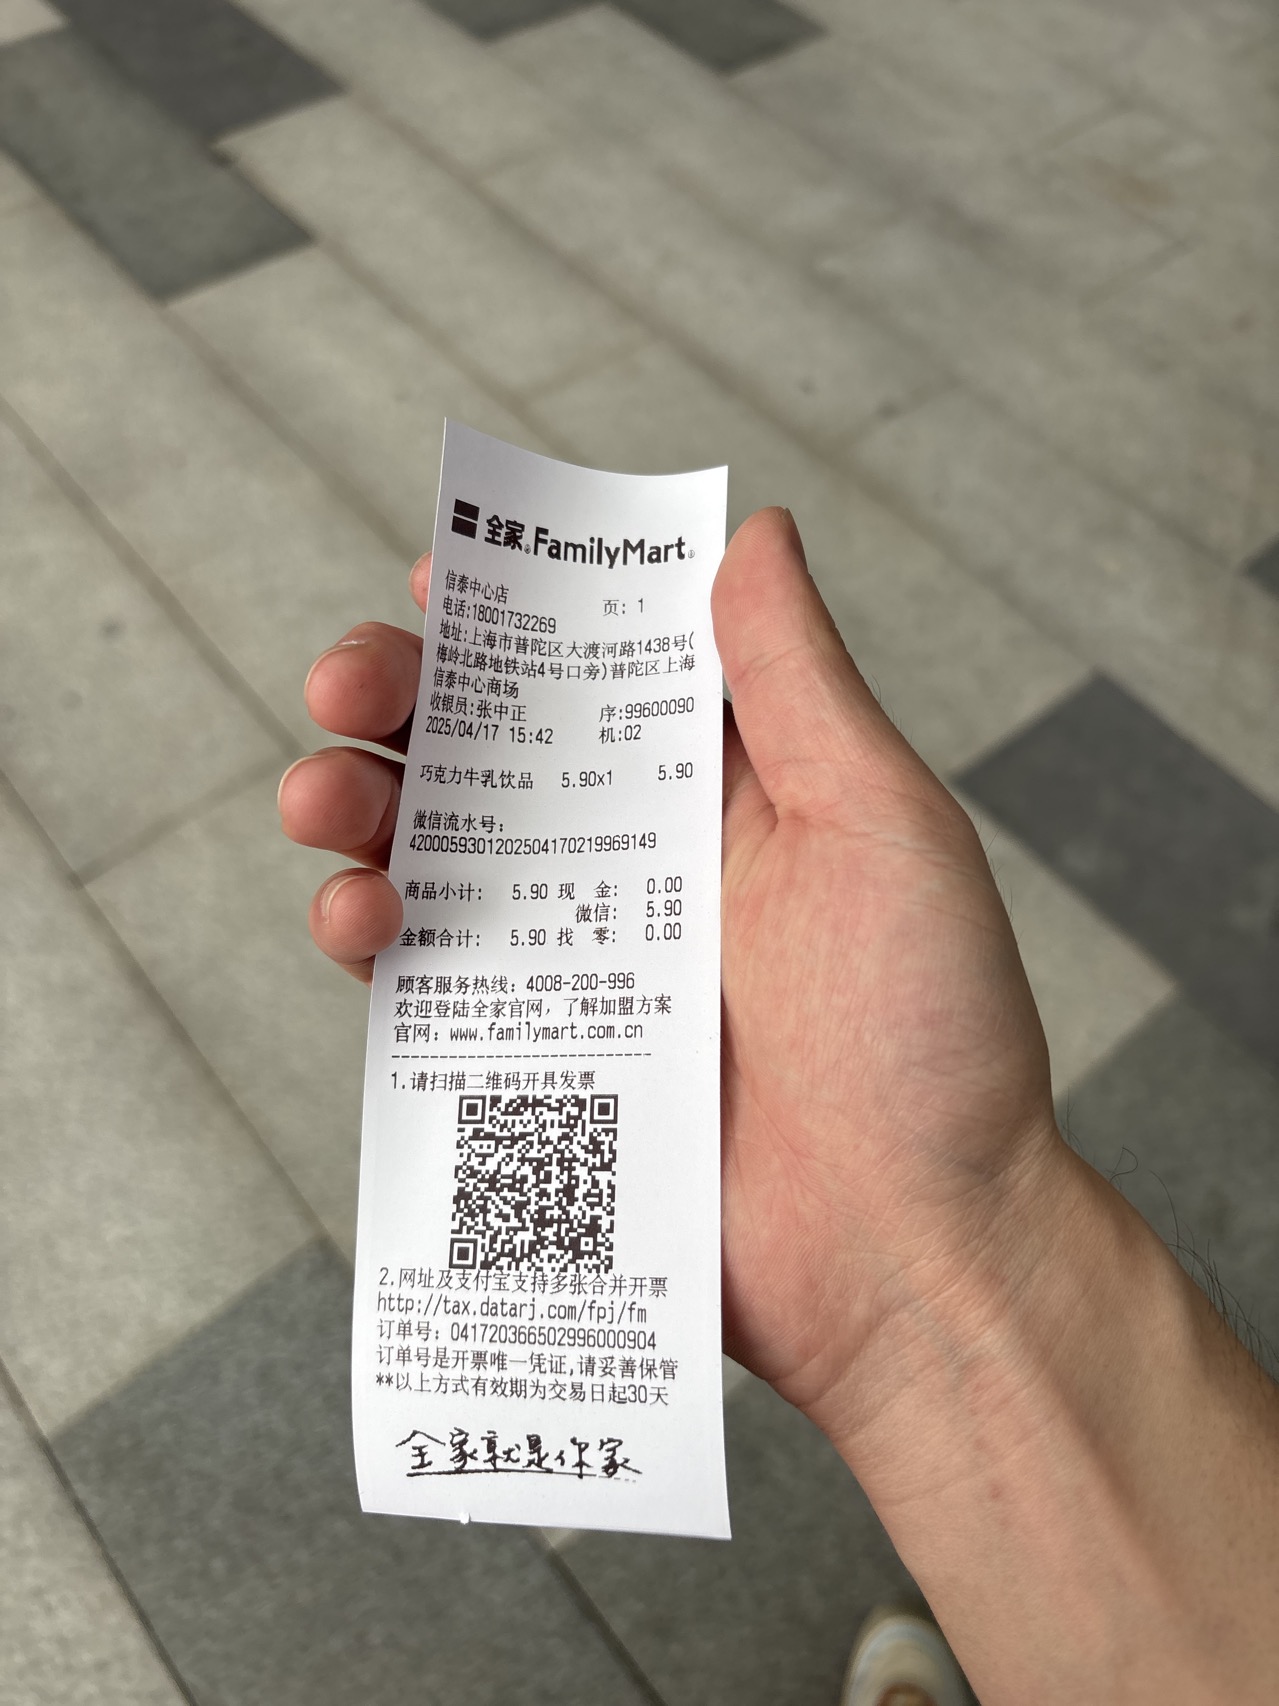 全家 FamilyMart
信泰中心店 页: 1
电话:18001732269
地址:上海市普陀区大渡河路1438号(
梅岭北路地铁站4号口旁)普陀区上海
信泰中心商场
收银员:张中正 序:99600090
2025/04/17 15:42 机:02
巧克力牛乳饮品 5.90x1 5.90
微信流水号:
4200059301202504170219969149
商品小计: 5.90 现 金: 0.00
微信: 5.90
金额合计: 5.90 找 零: 0.00
顾客服务热线: 4008-200-996
欢迎登陆全家官网, 了解加盟方案
官网: www.familymart.com.cn
---------------------------
1.请扫描二维码开具发票
2.网址及支付宝支持多张合并开票
http://tax.datarj.com/fpj/fm
订单号: 041720366502996000904
订单号是开票唯一凭证,请妥善保管
**以上方式有效期为交易日起30天
全家就是你家